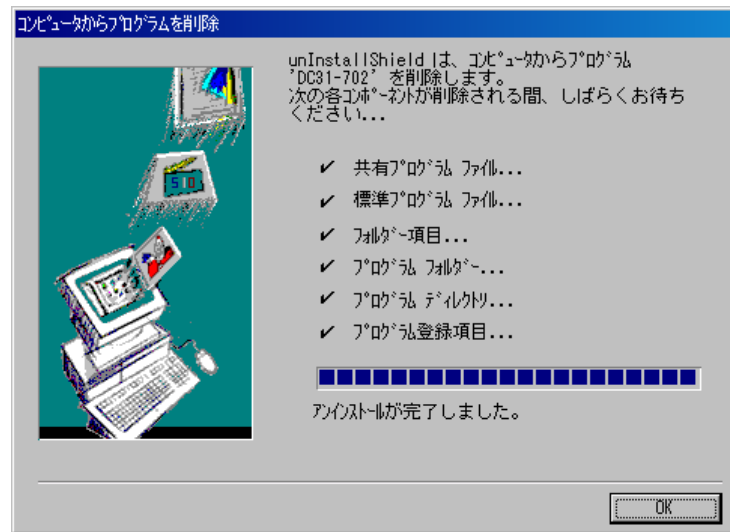 コンピュータからプログラムを削除
unInstallShield は、コンピュータからプログラム
'DC31-702' を削除します。
次の各コンポーネントが削除される間、しばらくお待ち
ください...
✔ 共有プログラム ファイル...
✔ 標準プログラム ファイル...
✔ フォルダー項目...
✔ プログラム フォルダー...
✔ プログラム ディレクトリ...
✔ プログラム登録項目...
アンインストールが完了しました。
OK